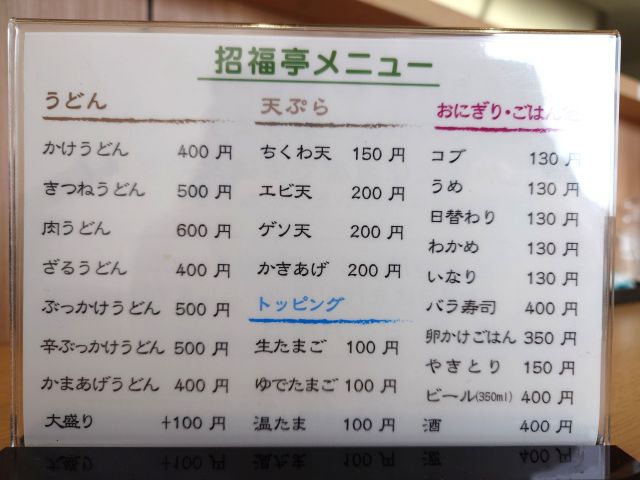 招福亭メニュー
うどん
かけうどん 400円
きつねうどん 500円
肉うどん 600円
ざるうどん 400円
ぶっかけうどん 500円
辛ぶっかけうどん 500円
かまあげうどん 400円
大盛り +100円
天ぷら
ちくわ天 150円
エビ天 200円
ゲソ天 200円
かきあげ 200円
トッピング
生たまご 100円
ゆでたまご 100円
温たま 100円
おにぎり・ごはん
コブ 130円
うめ 130円
日替わり 130円
わかめ 130円
いなり 130円
バラ寿司 400円
卵かけごはん 350円
やきとり 150円
ビール(350ml) 400円
酒 400円